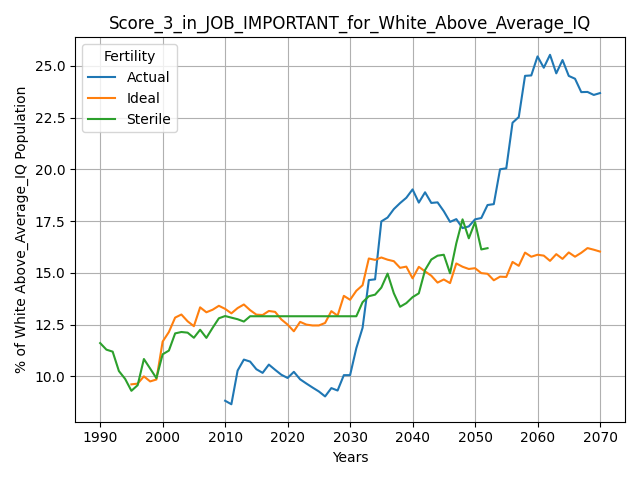 Score_3_in_JOB_IMPORTANT_for_White_Above_Average_IQ
% of White Above_Average_IQ Population
25.0
22.5
20.0
17.5
15.0
12.5
10.0
Fertility
Actual
Ideal
Sterile
1990 2000 2010 2020 2030 2040 2050 2060 2070
Years